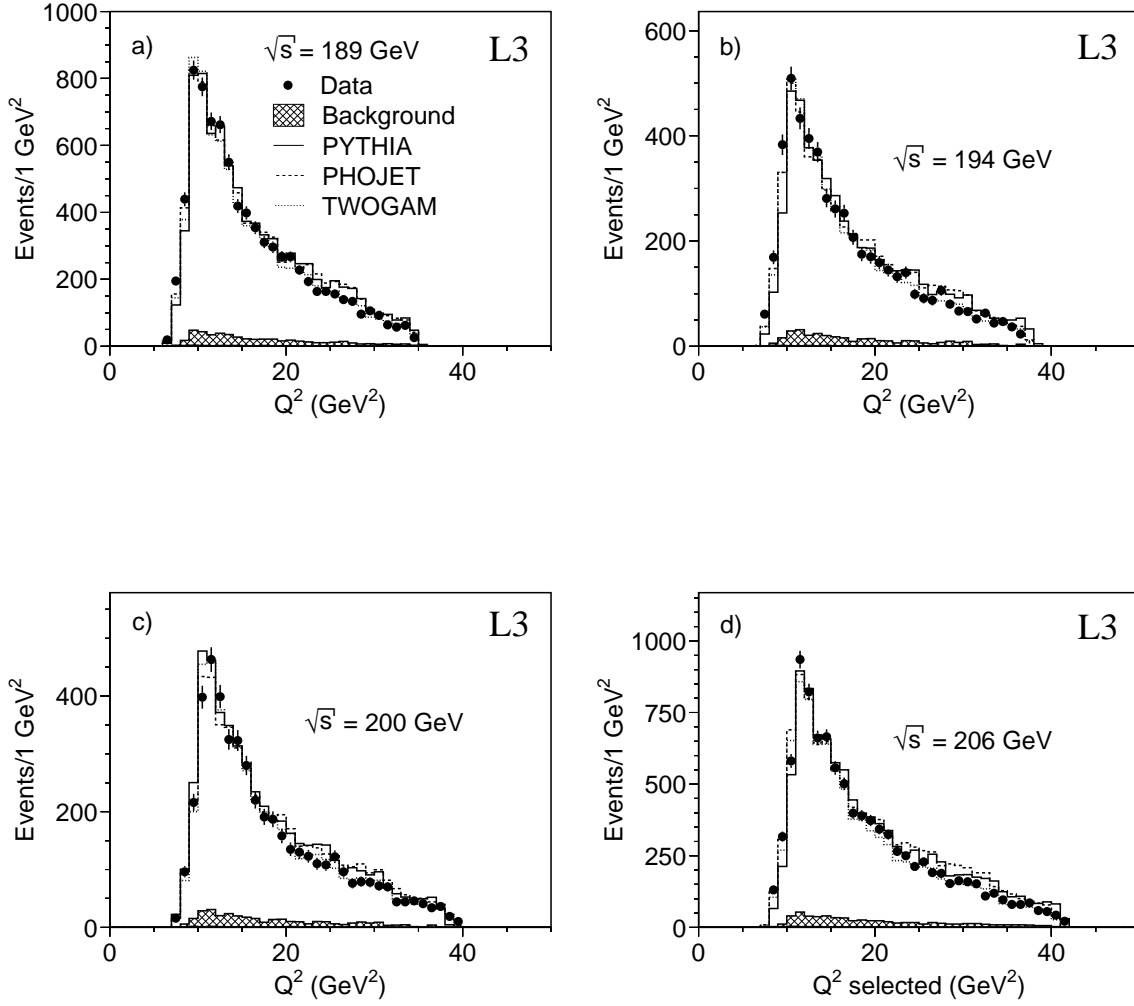 a)
L3
√s = 189 GeV
Data
Background
PYTHIA
PHOJET
TWOGAM
Events/1 GeV²
1000
800
600
400
200
0
0
20
40
Q² (GeV²)
b)
L3
√s = 194 GeV
Events/1 GeV²
600
400
200
0
0
20
40
Q² (GeV²)
c)
L3
√s = 200 GeV
Events/1 GeV²
400
200
0
0
20
40
Q² (GeV²)
d)
L3
√s = 206 GeV
Events/1 GeV²
1000
750
500
250
0
0
20
40
Q² selected (GeV²)